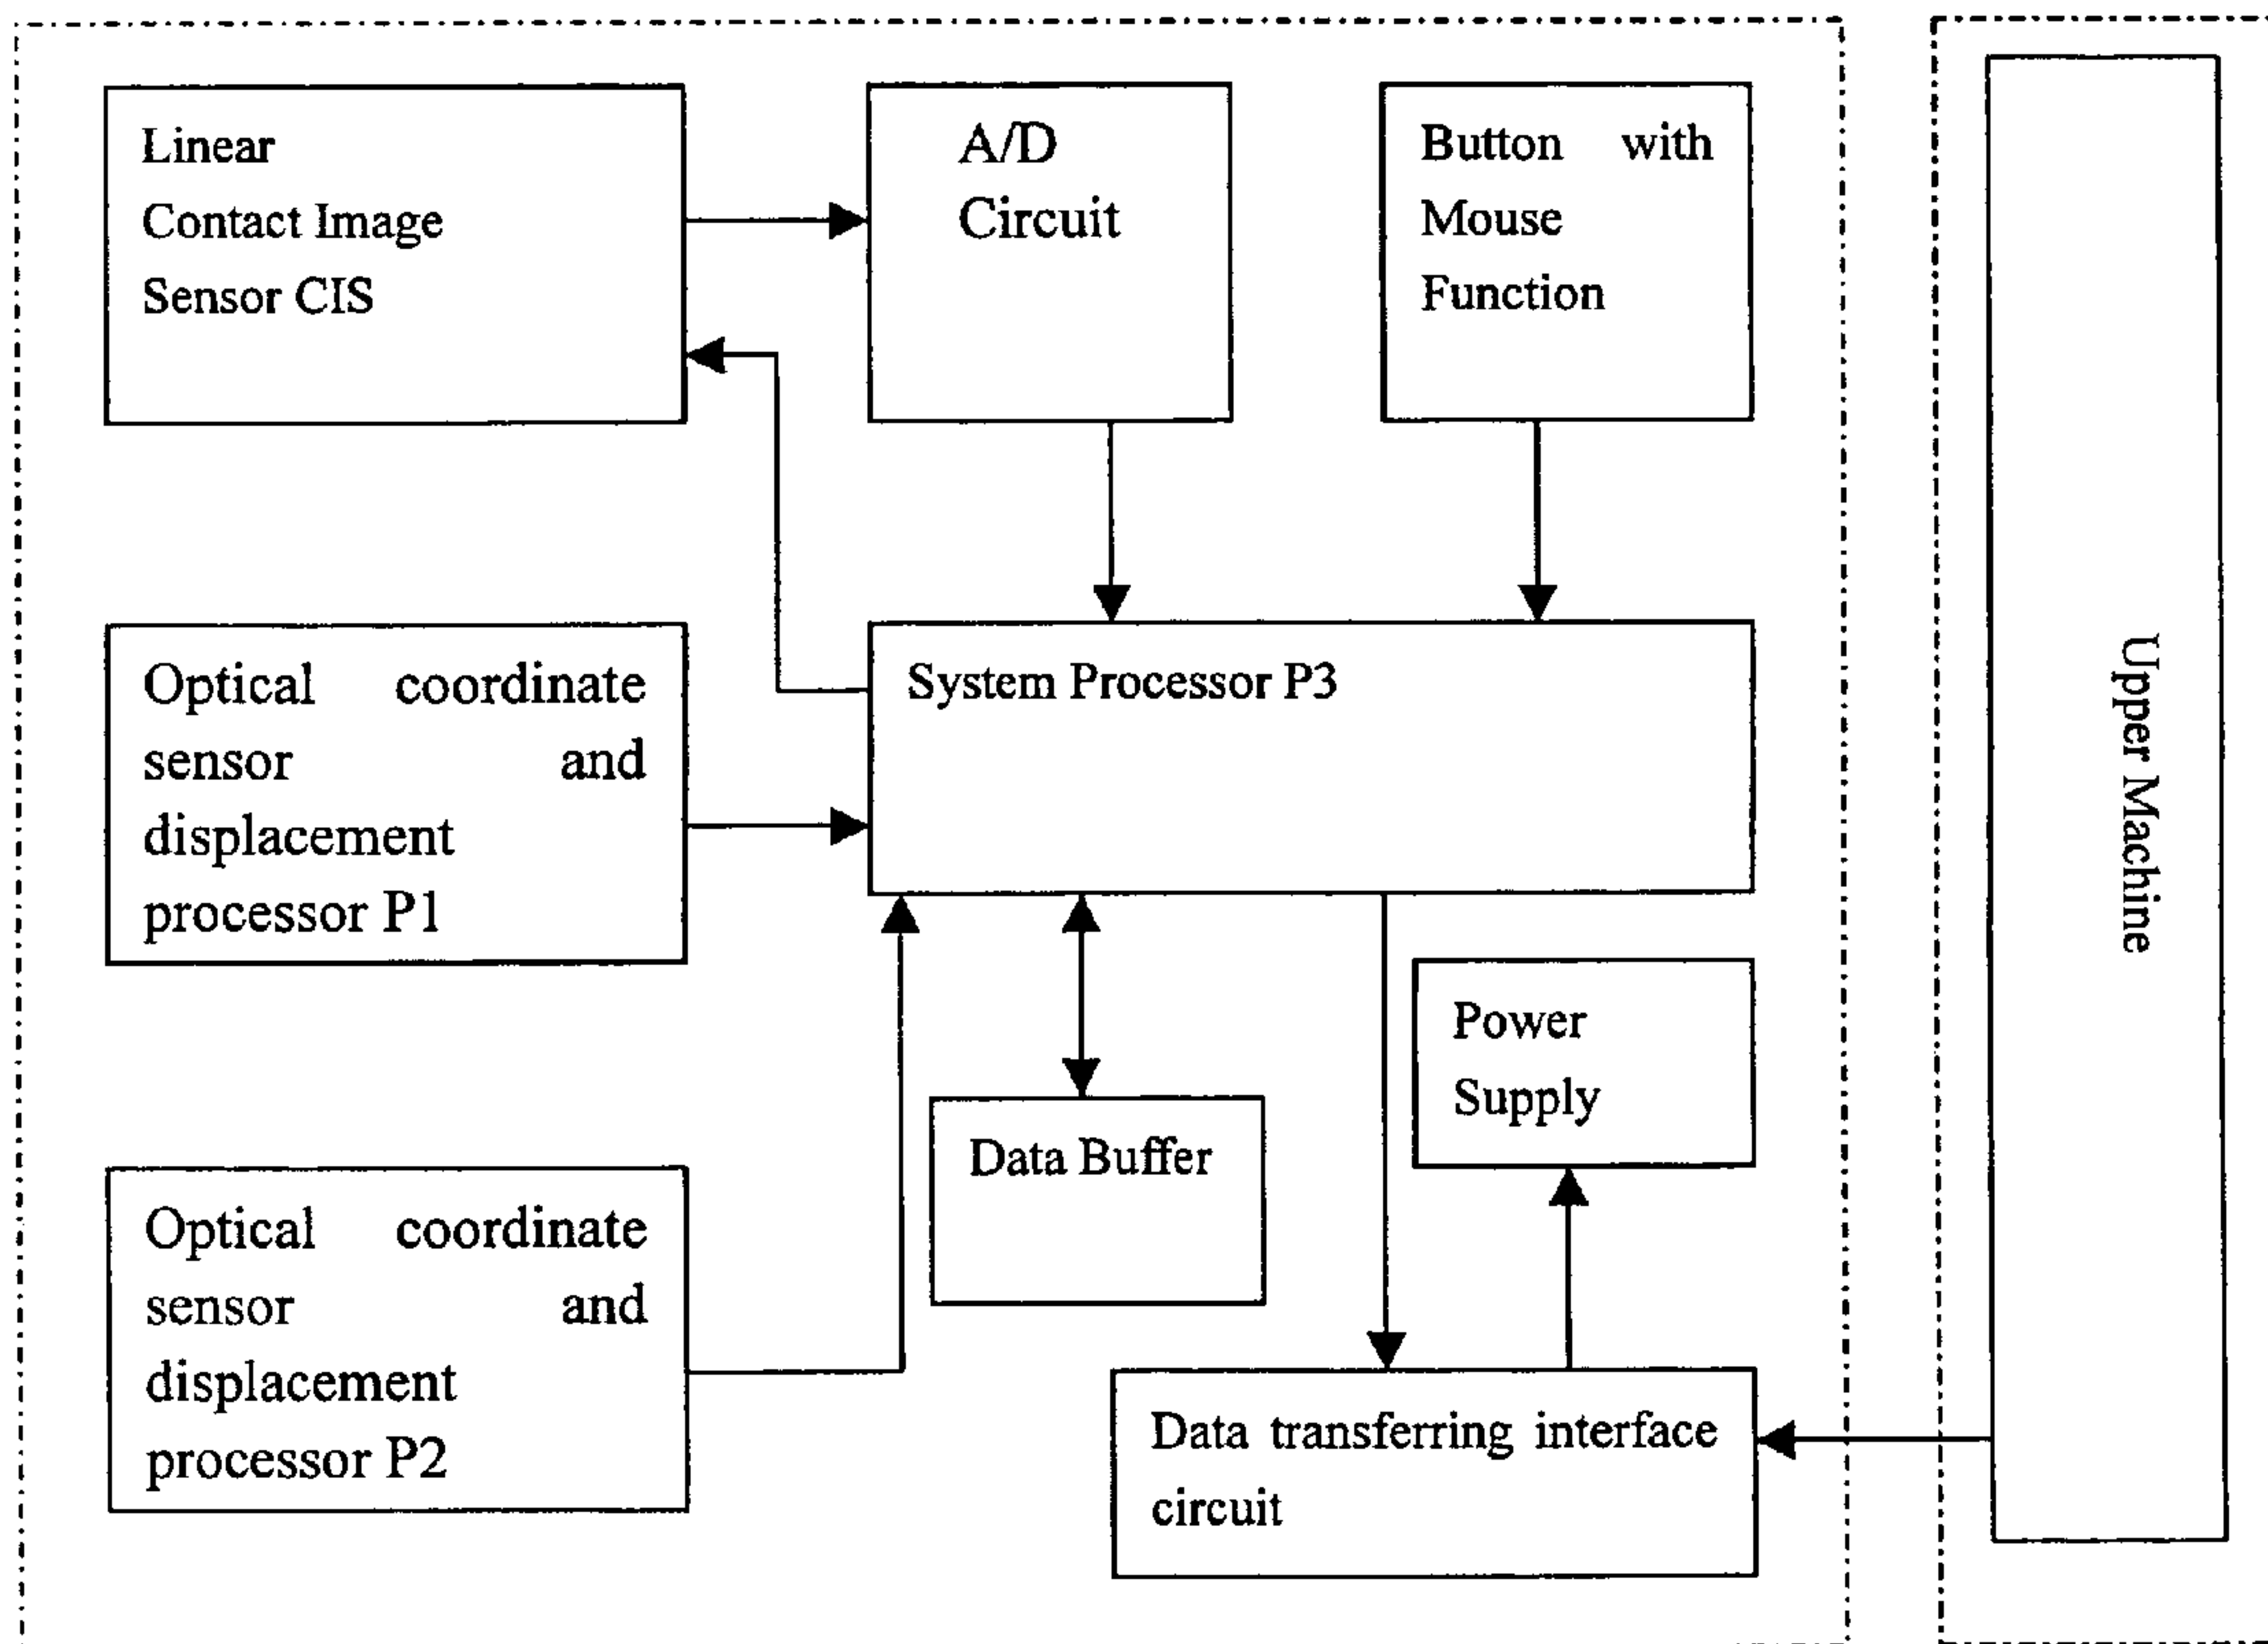 Linear
Contact Image
Sensor CIS
A/D
Circuit
Button with
Mouse
Function
Optical coordinate
sensor and
displacement
processor P1
System Processor P3
Upper Machine
Power
Supply
Data Buffer
Optical coordinate
sensor and
displacement
processor P2
Data transferring interface
circuit